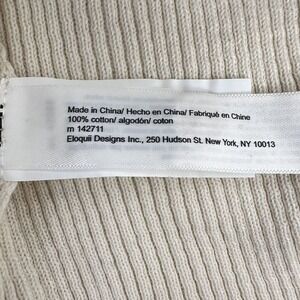 Made in China/ Hecho en China/ Fabriqué en Chine
100% cotton/ algodón/ coton
rn 142711
Eloquii Designs Inc., 250 Hudson St. New York, NY 10013